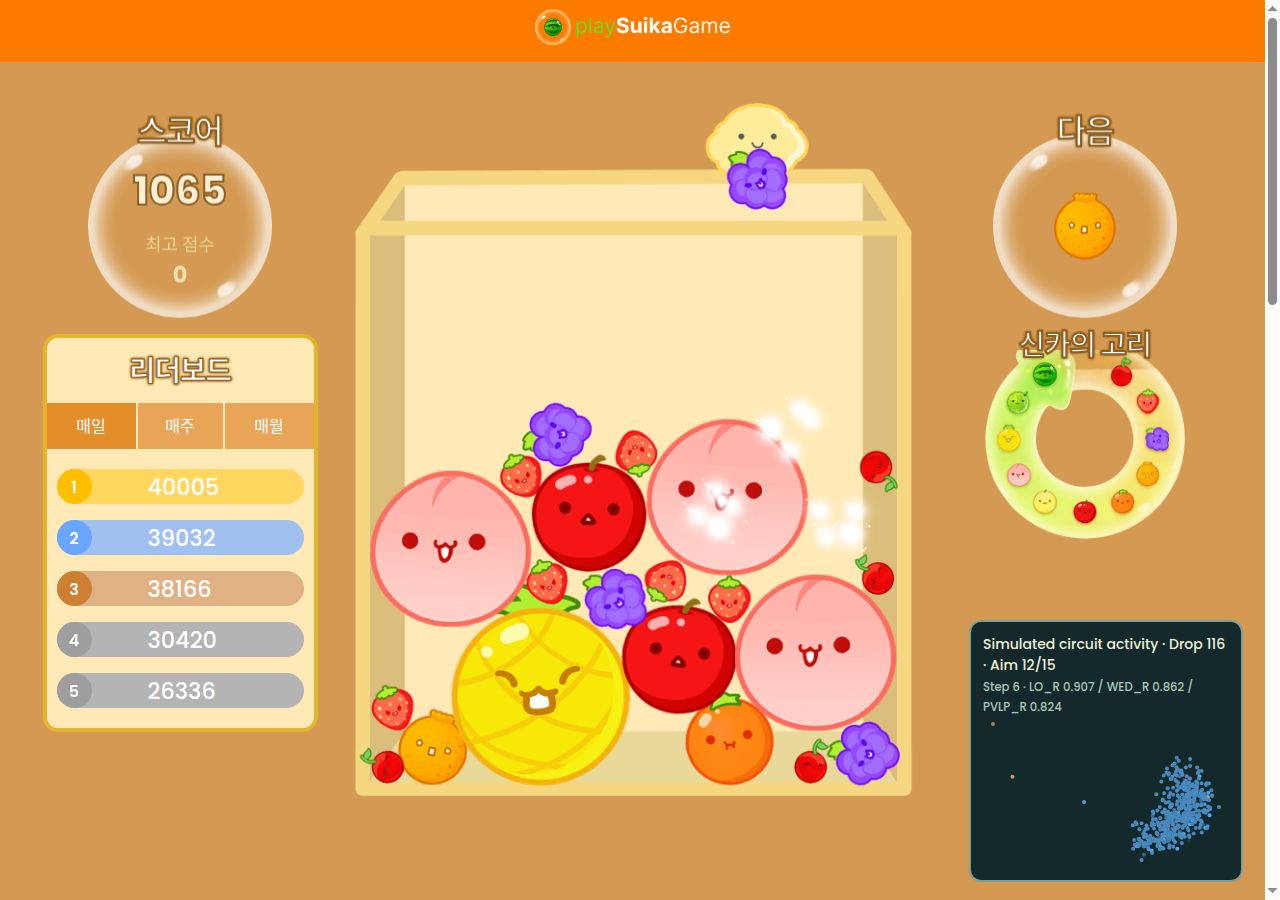 playSuikaGame
스코어
1065
최고 점수
0
리더보드
매일 매주 매월
1 40005
2 39032
3 38166
4 30420
5 26336
다음
신카의 고리
Simulated circuit activity · Drop 116
· Aim 12/15
Step 6 · LO_R 0.907 / WED_R 0.862 /
PVLP_R 0.824